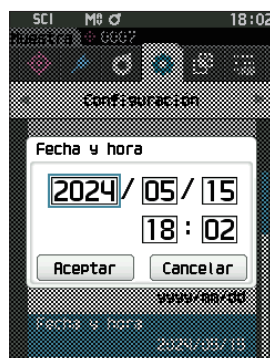 SCI M0 18:02
Muestra 0007
Configuración
Fecha y hora
2024/ 05/ 15
18 : 02
Aceptar Cancelar
yyyy/mm/dd
Fecha y hora
2024/05/15